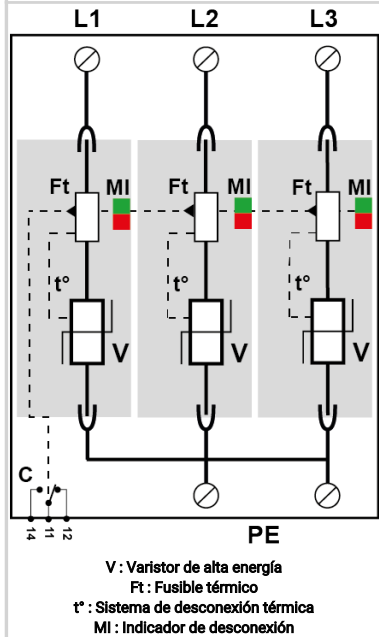 L1 L2 L3
Ft MI Ft MI Ft MI
t° t° t°
V V V
C
14 11 12
PE
V : Varistor de alta energía
Ft : Fusible térmico
t° : Sistema de desconexión térmica
MI : Indicador de desconexión